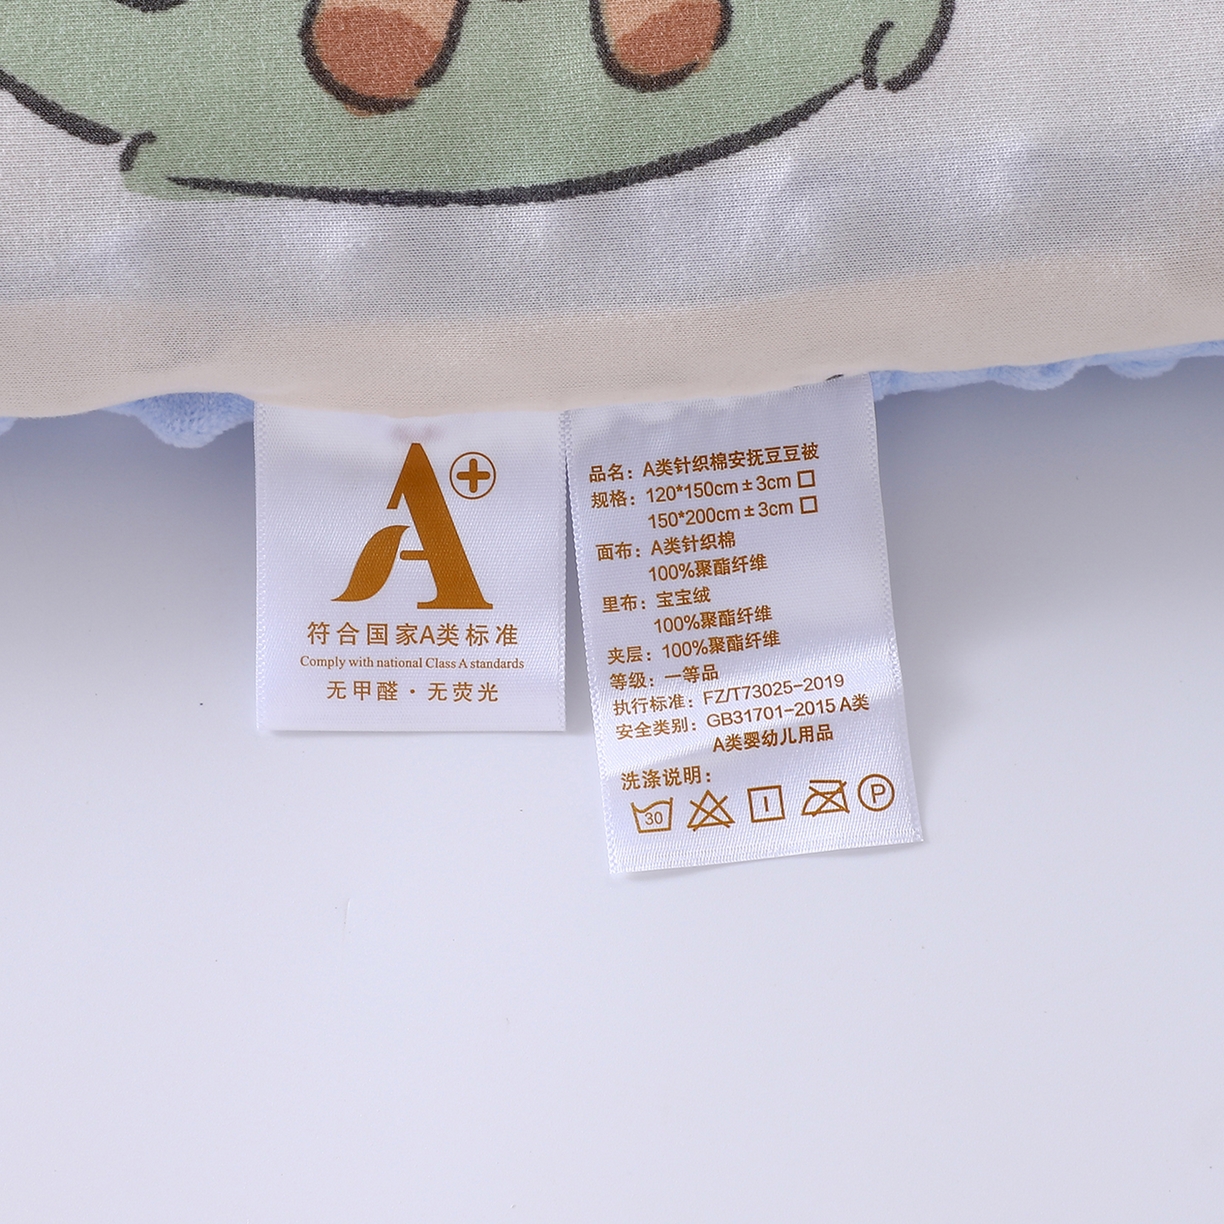 A+
符合国家A类标准
Comply with national Class A standards
无甲醛·无荧光
品名：A类针织棉安抚豆豆被
规格：120*150cm±3cm□
150*200cm±3cm□
面布：A类针织棉
100%聚酯纤维
里布：宝宝绒
100%聚酯纤维
夹层：100%聚酯纤维
等级：一等品
执行标准：FZ/T73025-2019
安全类别：GB31701-2015 A类
A类婴幼儿用品
洗涤说明：
30 P